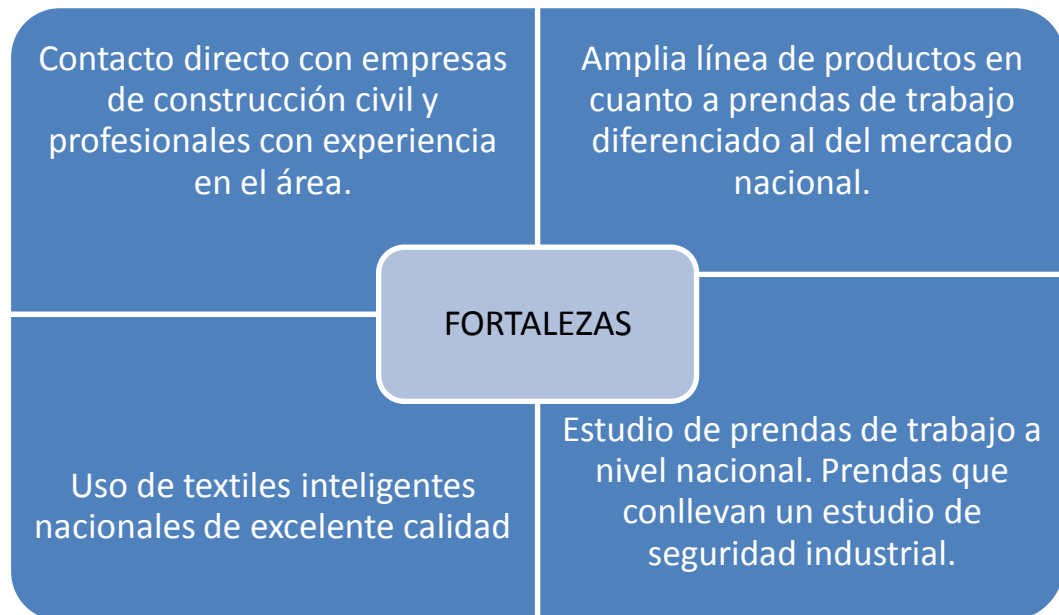 Contacto directo con empresas
de construcción civil y
profesionales con experiencia
en el área.
Amplia línea de productos en
cuanto a prendas de trabajo
diferenciado al del mercado
nacional.
FORTALEZAS
Uso de textiles inteligentes
nacionales de excelente calidad
Estudio de prendas de trabajo a
nivel nacional. Prendas que
conllevan un estudio de
seguridad industrial.